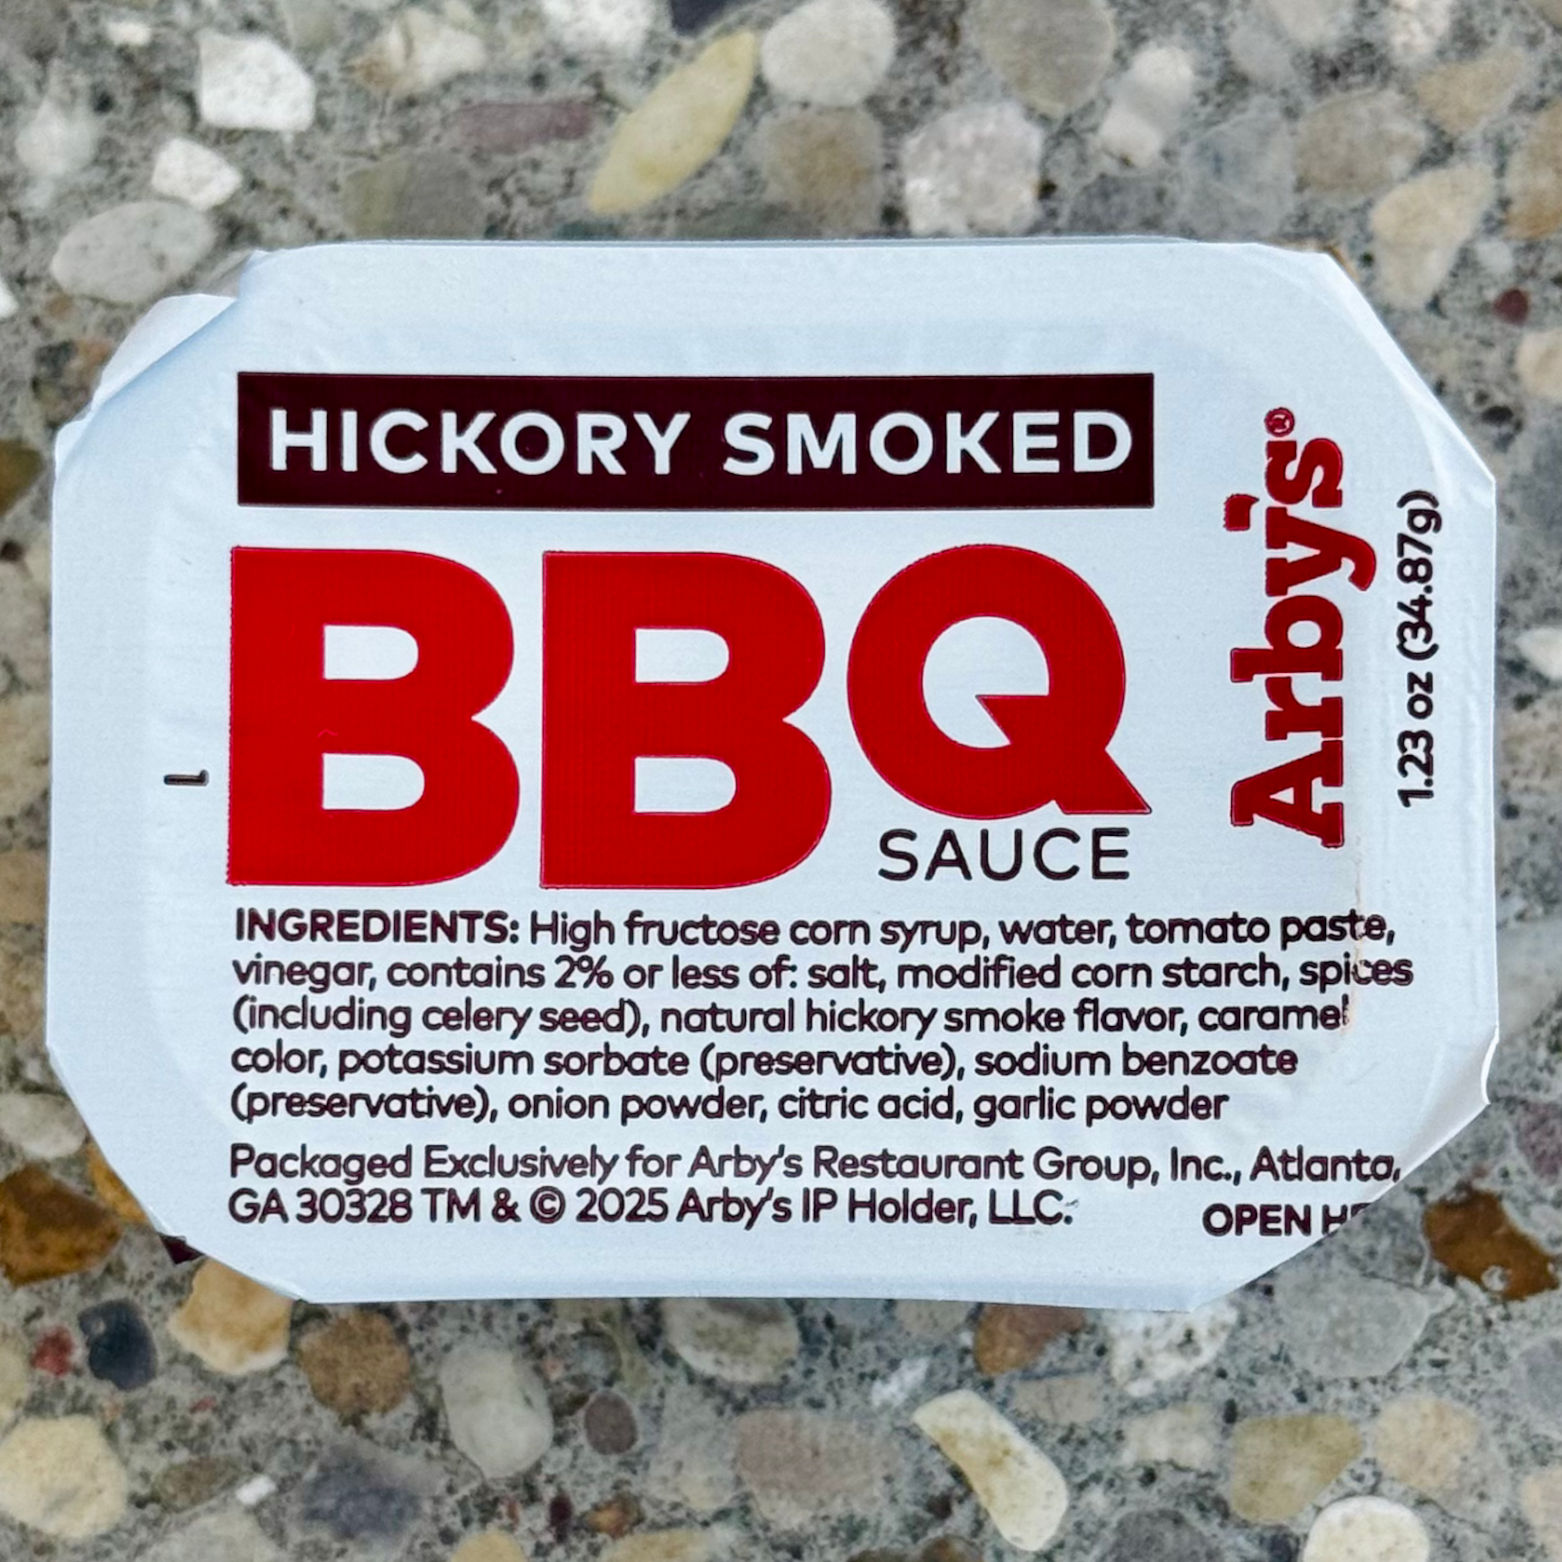 HICKORY SMOKED
BBQ
SAUCE
Arby's®
1.23 oz (34.87g)
L
INGREDIENTS: High fructose corn syrup, water, tomato paste,
vinegar, contains 2% or less of: salt, modified corn starch, spices
(including celery seed), natural hickory smoke flavor, caramel
color, potassium sorbate (preservative), sodium benzoate
(preservative), onion powder, citric acid, garlic powder
Packaged Exclusively for Arby's Restaurant Group, Inc., Atlanta,
GA 30328 TM & © 2025 Arby's IP Holder, LLC.
OPEN